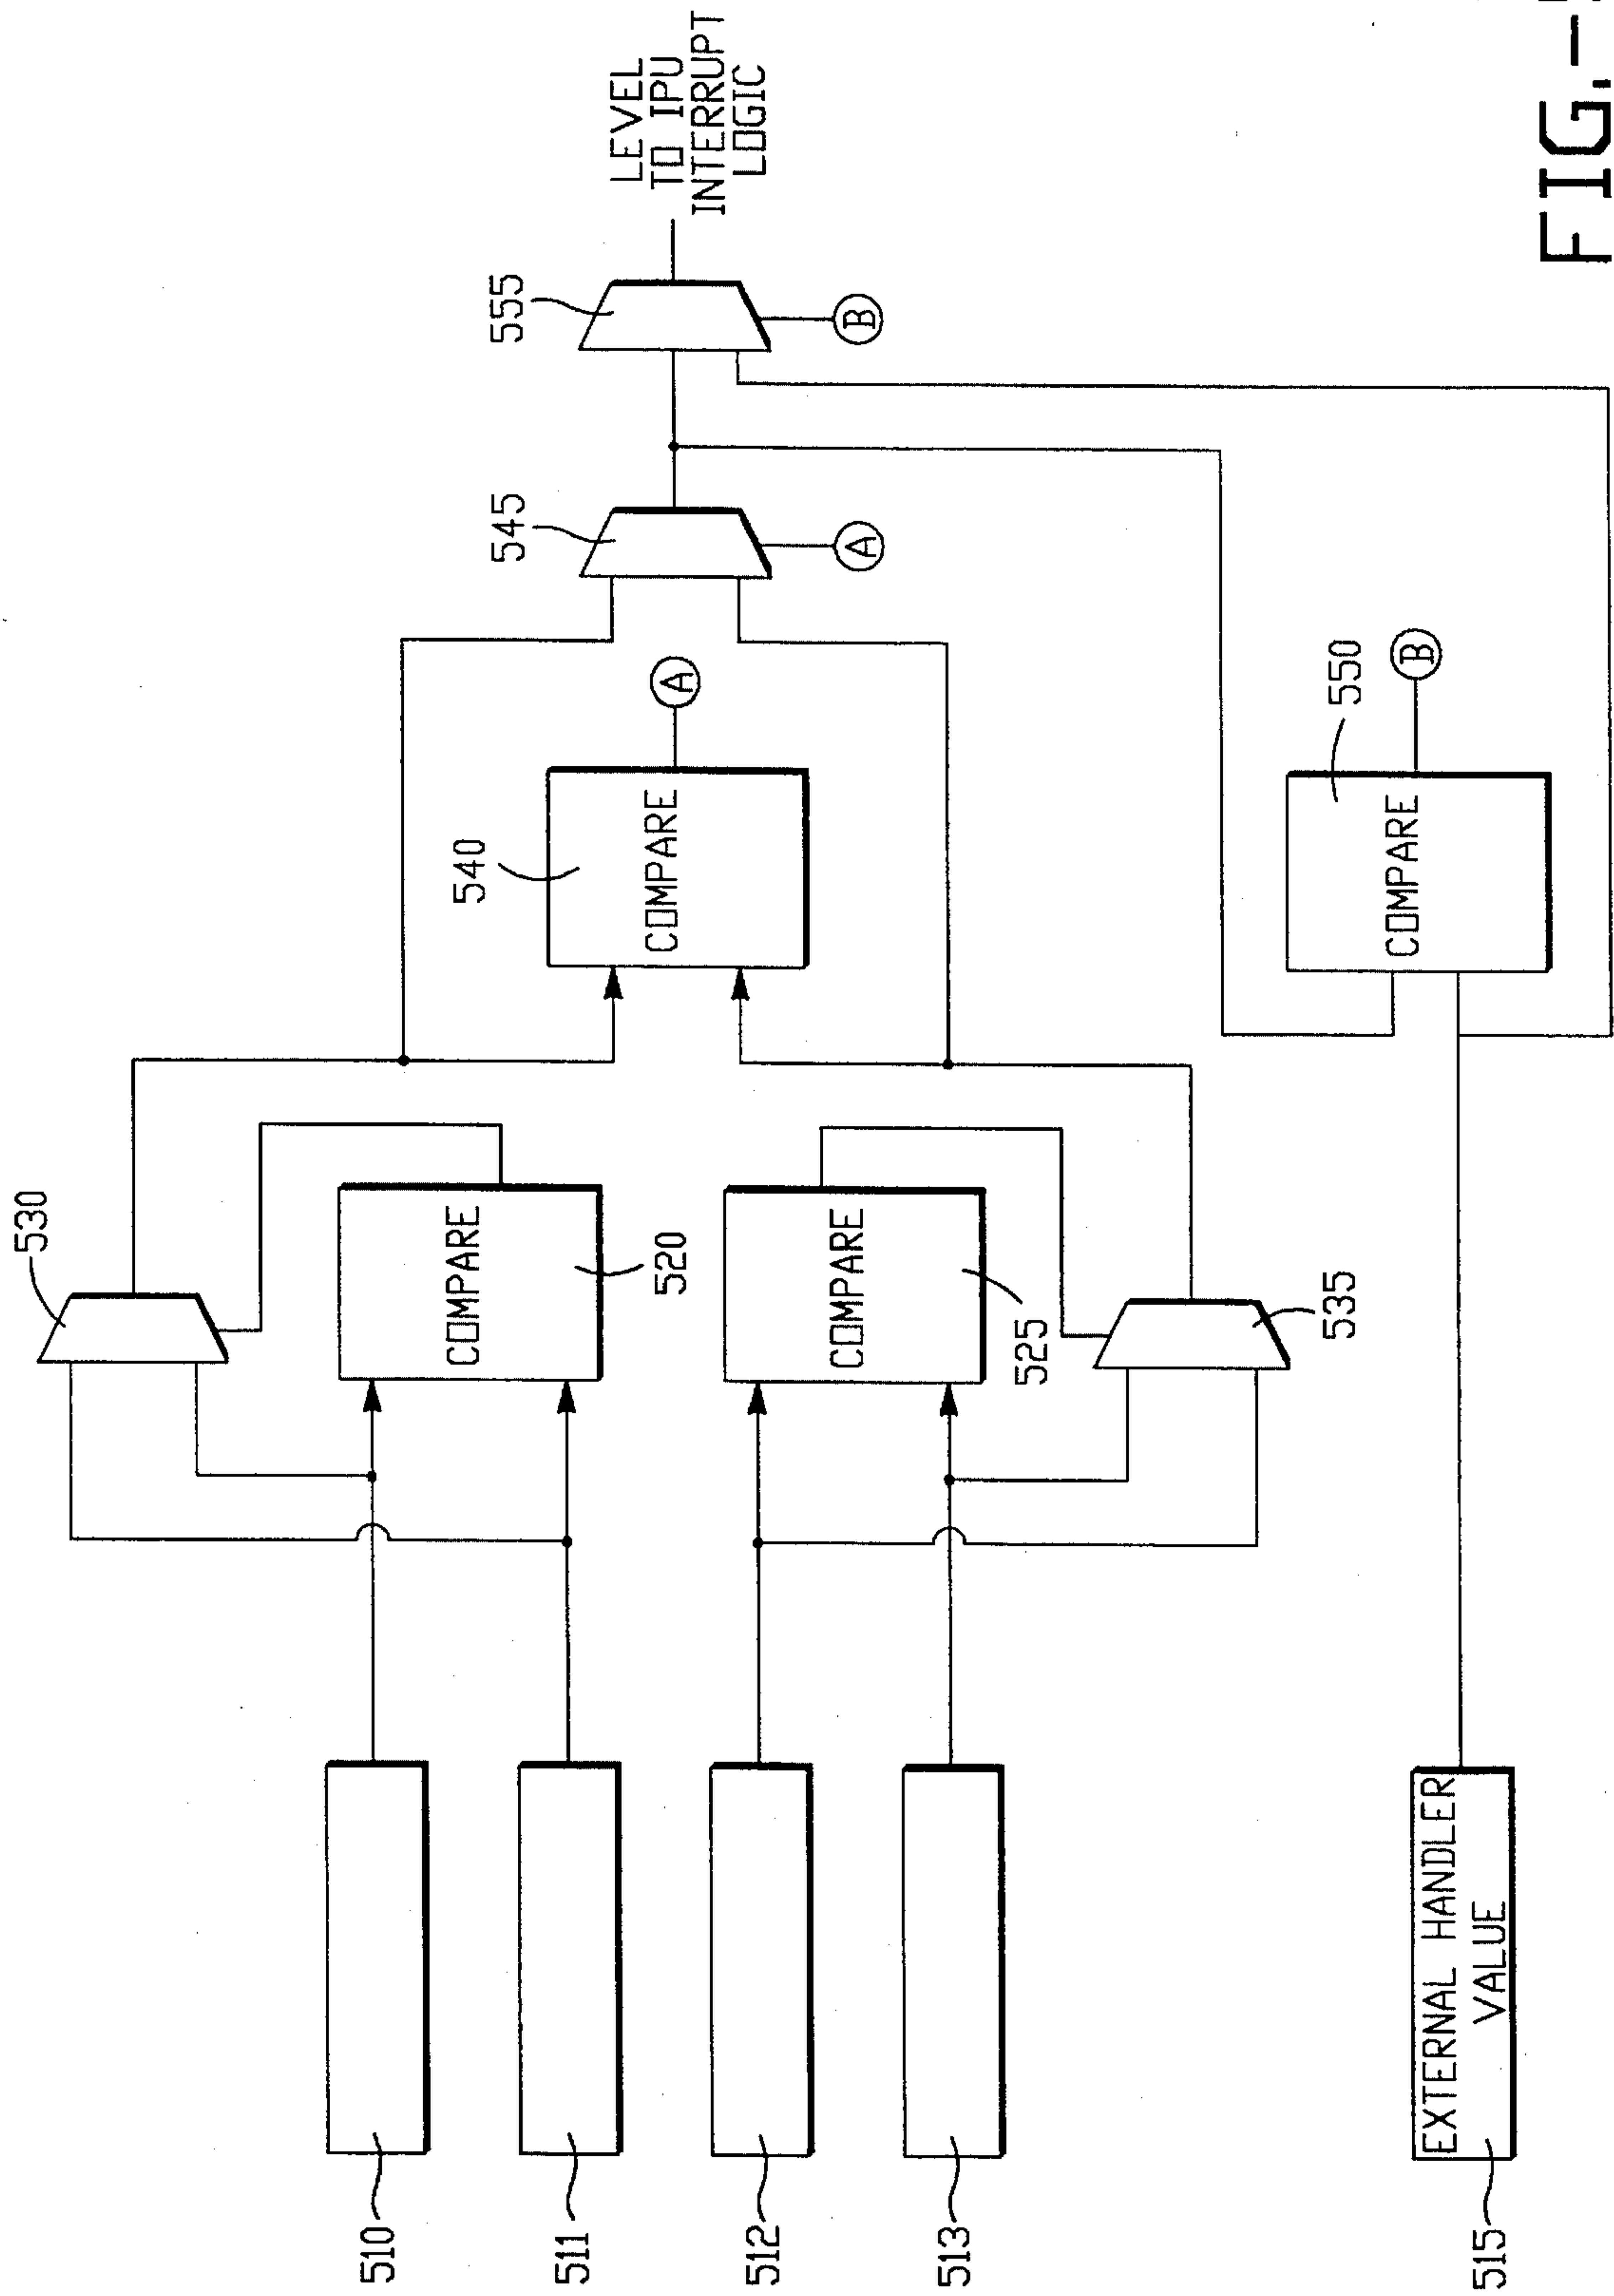 530
510
COMPARE
540
545
555
511
520
COMPARE
A
LEVEL
TO IPU
INTERRUPT
LOGIC
512
COMPARE
A
B
513
525
535
550
COMPARE
B
EXTERNAL HANDLER
VALUE
515
FIG.-